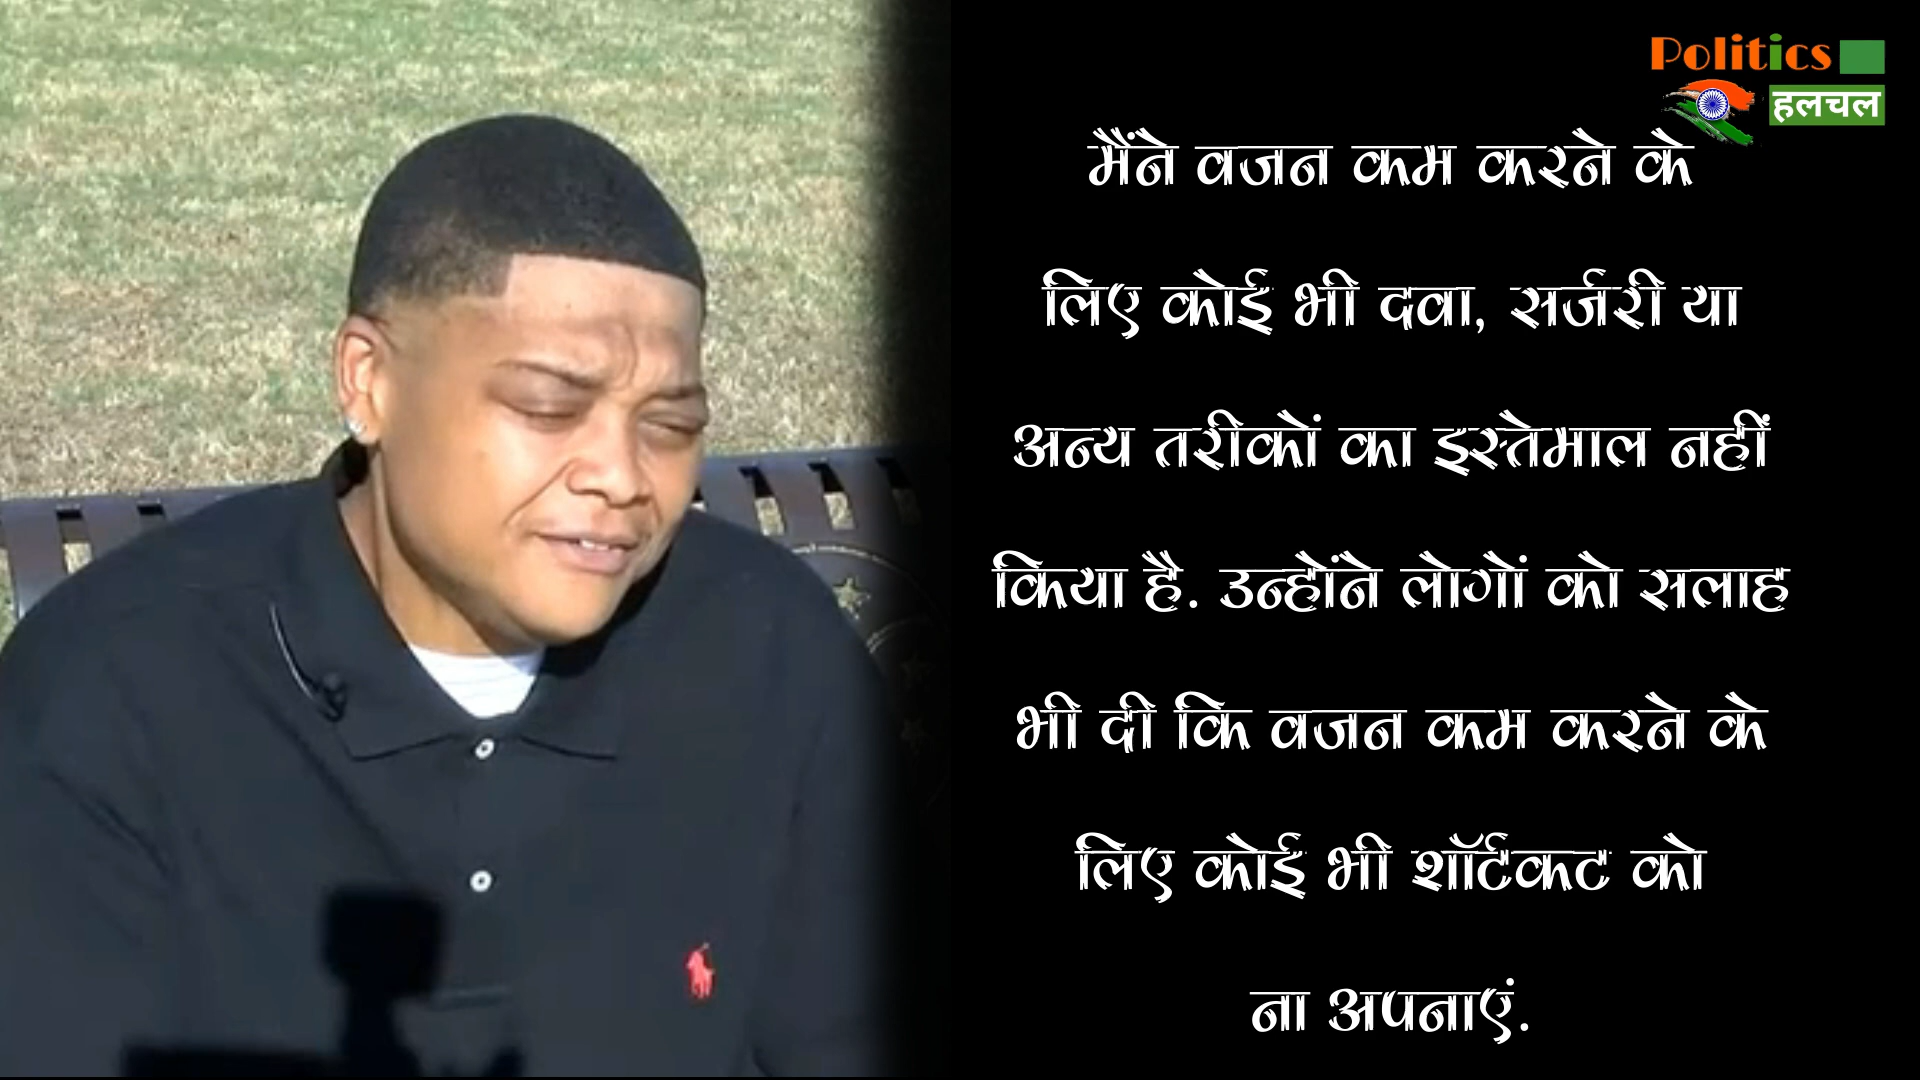 Politics
हलचल
मैंने वजन कम करने के
लिए कोई भी दवा, सर्जरी या
अन्य तरीकों का इस्तेमाल नहीं
किया है. उन्होंने लोगों को सलाह
भी दी कि वजन कम करने के
लिए कोई भी शॉर्टकट को
ना अपनाएं.